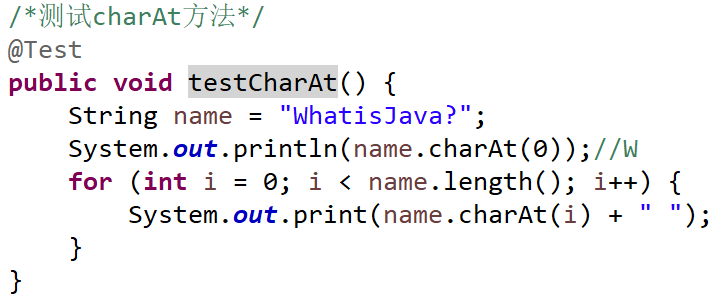 /*测试charAt方法*/
@Test
public void testCharAt() {
    String name = "WhatisJava?";
    System.out.println(name.charAt(0));//W
    for (int i = 0; i < name.length(); i++) {
        System.out.print(name.charAt(i) + " ");
    }
}